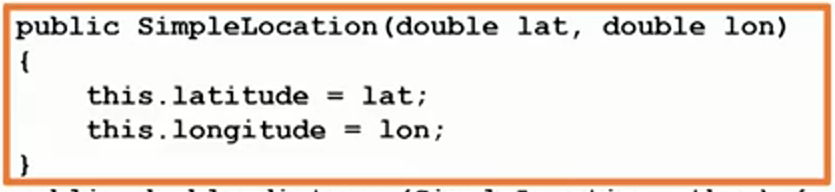 public SimpleLocation(double lat, double lon)
{
    this.latitude = lat;
    this.longitude = lon;
}